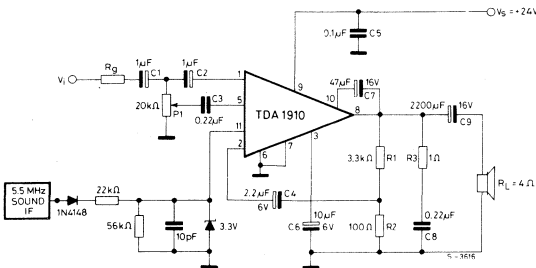 Vs = +24V
0.1µF C5
1µF
1µF
Rg
C1
C2
Vi
20kΩ
P1
C3
0.22µF
1
5
11
2
9
10
8
3
6
7
TDA 1910
47µF 16V
C7
2200µF 16V
C9
3.3kΩ R1
R3 1Ω
RL = 4Ω
2.2µF C4
6V
10µF
C6 6V
100Ω R2
0.22µF
C8
5.5 MHz
SOUND
IF
1N4148
22kΩ
56kΩ
10pF
3.3V
S-3616